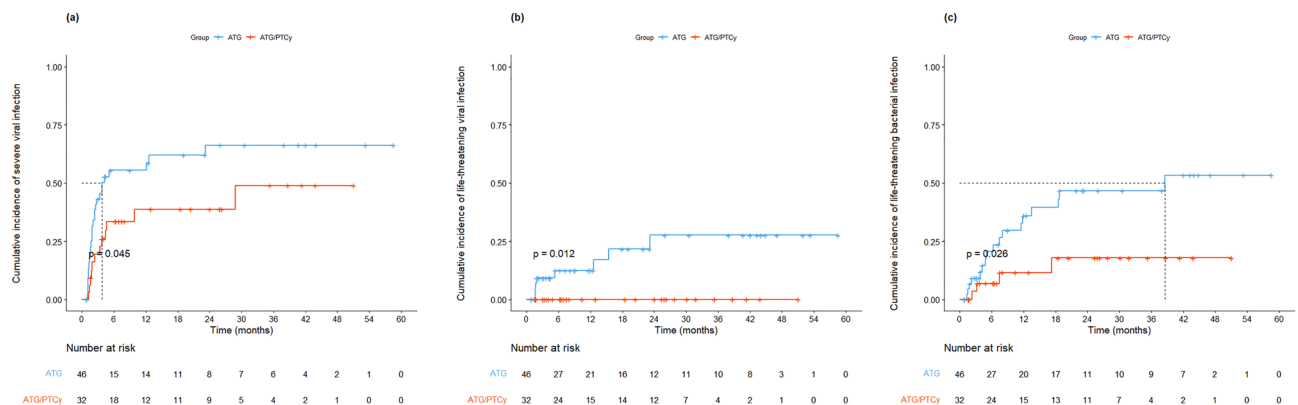 (a)
Group ATG ATG/PTCy
Cumulative incidence of severe viral infection
1.00
0.75
0.50
0.25
0.00
p = 0.045
0 6 12 18 24 30 36 42 48 54 60
Time (months)
Number at risk
ATG 46 15 14 11 8 7 6 4 2 1 0
ATG/PTCy 32 18 12 11 9 5 4 2 1 0 0
(b)
Group ATG ATG/PTCy
Cumulative incidence of life-threatening viral infection
1.00
0.75
0.50
0.25
0.00
p = 0.012
0 6 12 18 24 30 36 42 48 54 60
Time (months)
Number at risk
ATG 46 27 21 16 12 11 10 8 3 1 0
ATG/PTCy 32 24 15 14 12 7 4 2 1 0 0
(c)
Group ATG ATG/PTCy
Cumulative incidence of life-threatening bacterial infection
1.00
0.75
0.50
0.25
0.00
p = 0.026
0 6 12 18 24 30 36 42 48 54 60
Time (months)
Number at risk
ATG 46 27 20 17 11 10 9 7 2 1 0
ATG/PTCy 32 24 15 13 11 7 4 2 1 0 0